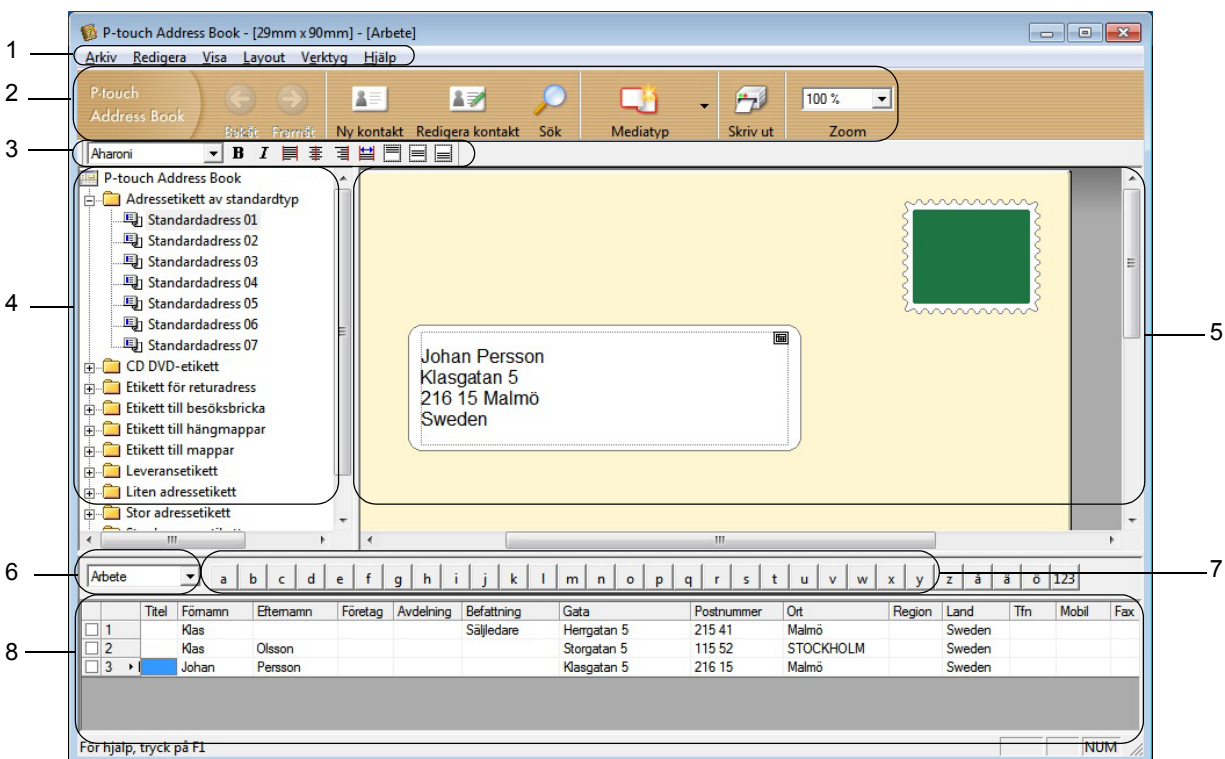 P-touch Address Book - [29mm x 90mm] - [Arbete]
1
Arkiv Redigera Visa Layout Verktyg Hjälp
2
P-touch
Address Book
Bakåt Framåt Ny kontakt Redigera kontakt Sök Mediatyp Skriv ut 100 % Zoom
3
Aharoni B I
P-touch Address Book
Adressetikett av standardtyp
Standardadress 01
Standardadress 02
Standardadress 03
Standardadress 04
Standardadress 05
Standardadress 06
Standardadress 07
CD DVD-etikett
Etikett för returadress
Etikett till besöksbricka
Etikett till hängmappar
Etikett till mappar
Leveransetikett
Liten adressetikett
Stor adressetikett
4
Johan Persson
Klasgatan 5
216 15 Malmö
Sweden
5
6
Arbete
a b c d e f g h i j k l m n o p q r s t u v w x y z å ä ö 123
7
Titel Förnamn Efternamn Företag Avdelning Befattning Gata Postnummer Ort Region Land Tfn Mobil Fax
1 Klas Säljledare Herrgatan 5 215 41 Malmö Sweden
2 Klas Olsson Storgatan 5 115 52 STOCKHOLM Sweden
3 Johan Persson Klasgatan 5 216 15 Malmö Sweden
8
För hjälp, tryck på F1
NUM